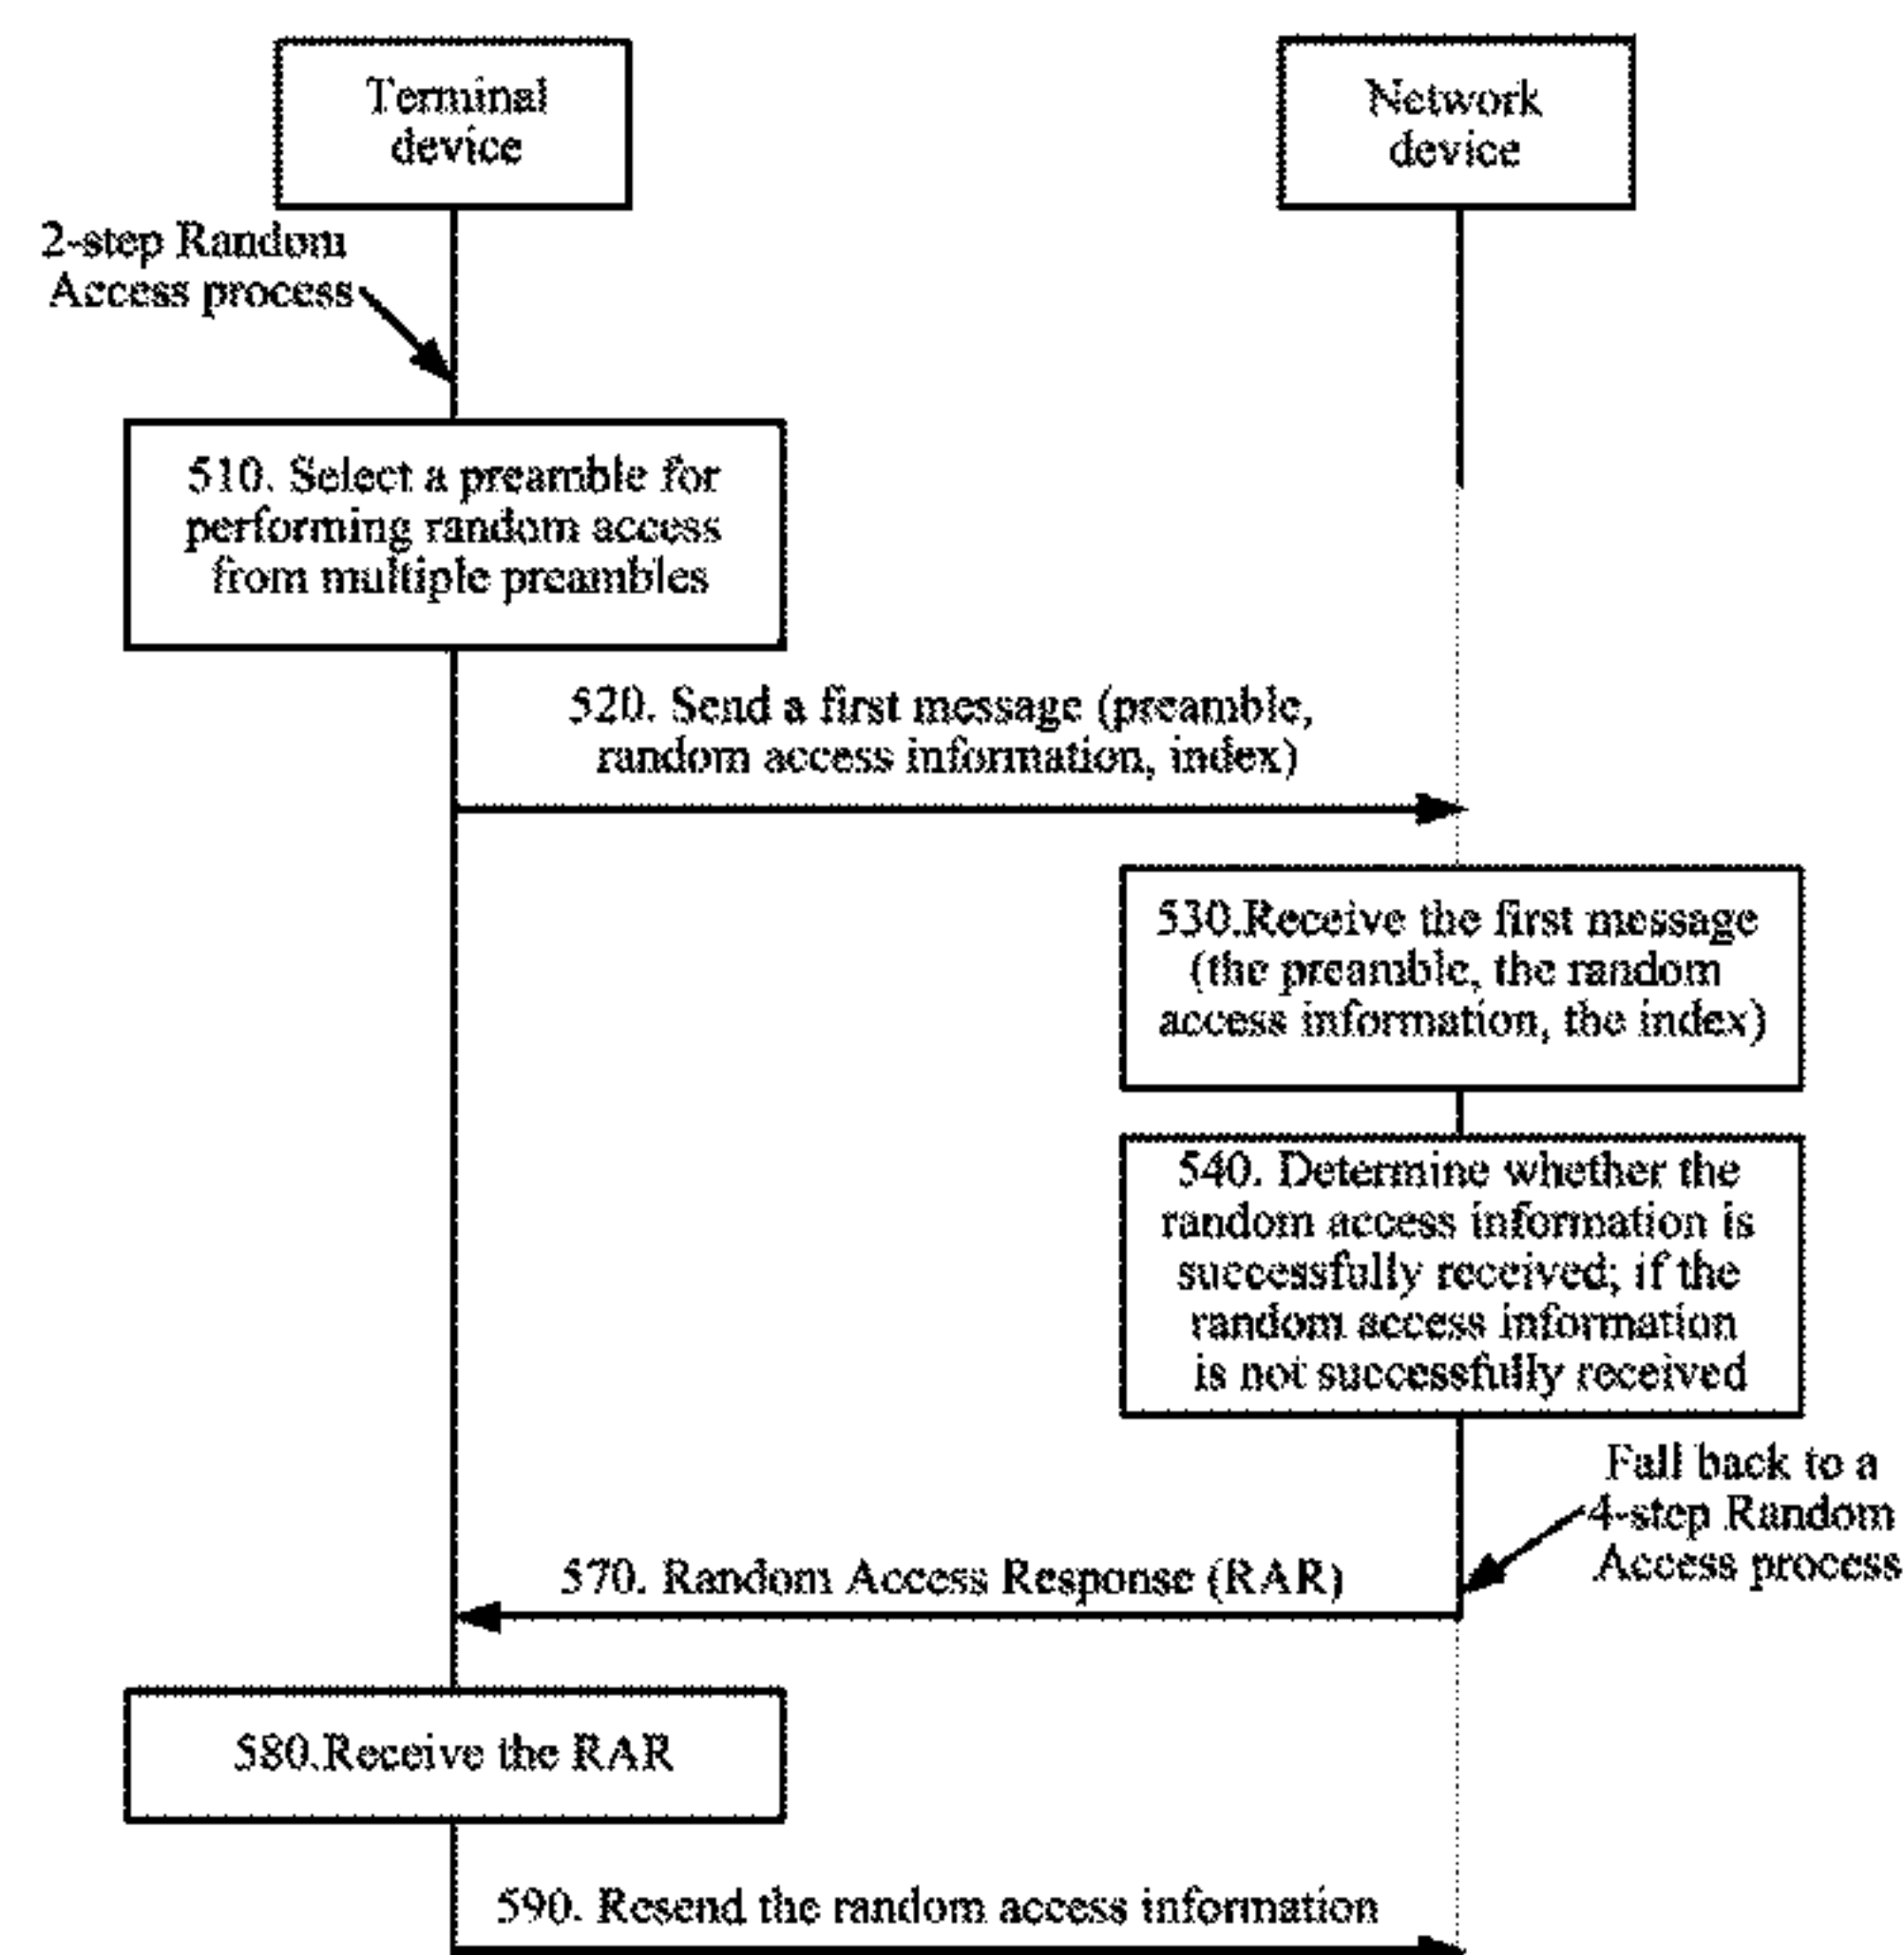 Terminal
device
Network
device
2-step Random
Access process
510. Select a preamble for
performing random access
from multiple preambles
520. Send a first message (preamble,
random access information, index)
530.Receive the first message
(the preamble, the random
access information, the index)
540. Determine whether the
random access information is
successfully received; if the
random access information
is not successfully received
Fall back to a
4-step Random
Access process
570. Random Access Response (RAR)
580.Receive the RAR
590. Resend the random access information